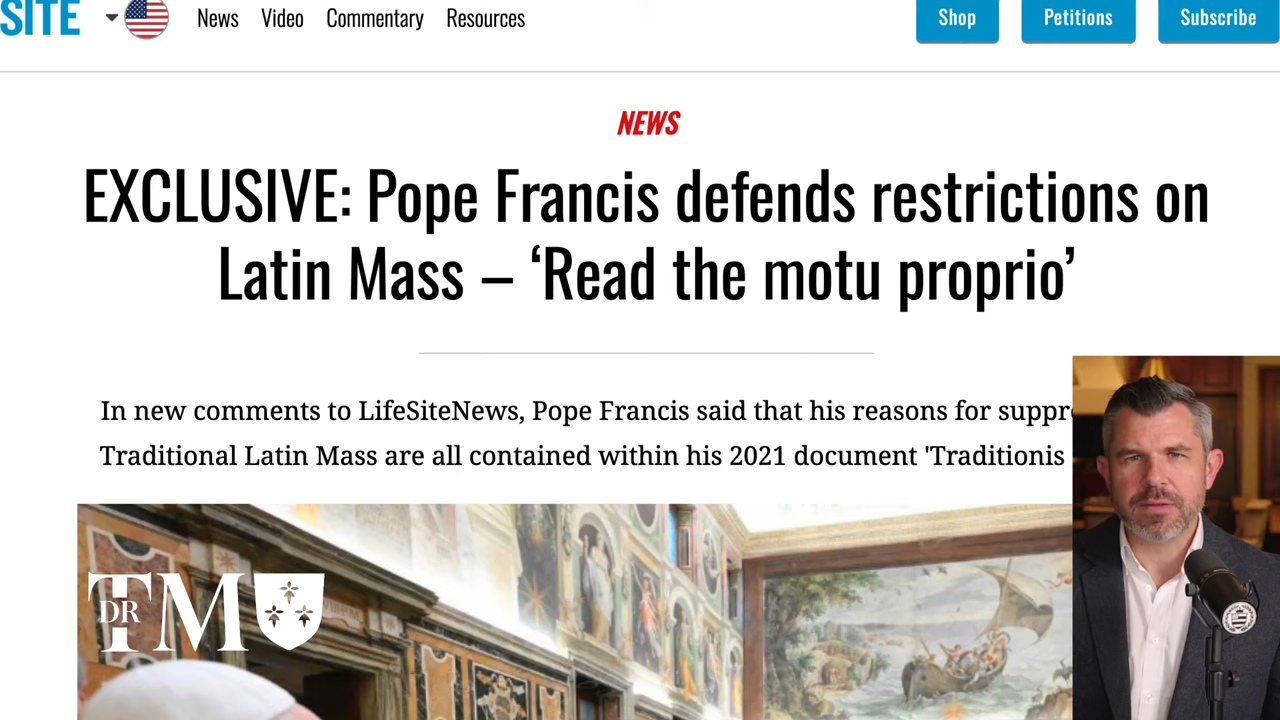 SITE News Video Commentary Resources Shop Petitions Subscribe
NEWS
EXCLUSIVE: Pope Francis defends restrictions on
Latin Mass – ‘Read the motu proprio’
In new comments to LifeSiteNews, Pope Francis said that his reasons for suppre
Traditional Latin Mass are all contained within his 2021 document 'Traditionis
DR TM